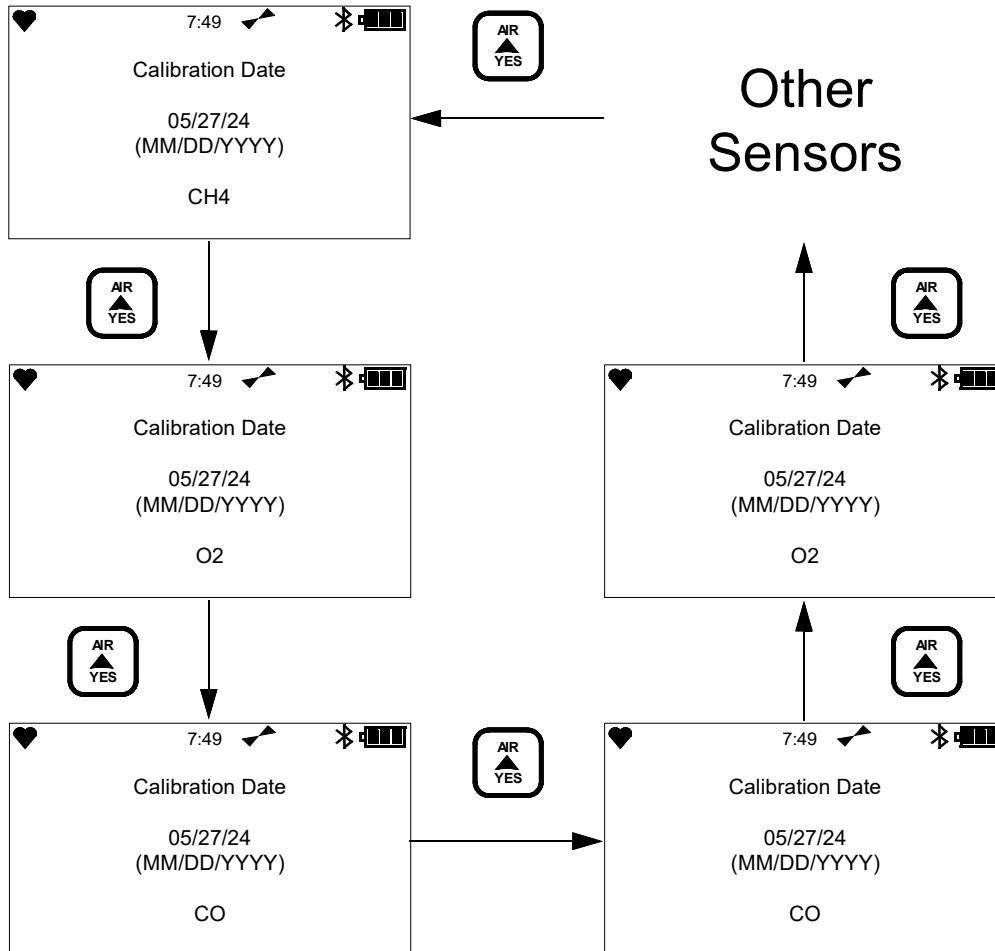 7:49
Calibration Date
05/27/24
(MM/DD/YYYY)
CH4
AIR
YES
Other
Sensors
AIR
YES
AIR
YES
7:49
Calibration Date
05/27/24
(MM/DD/YYYY)
O2
7:49
Calibration Date
05/27/24
(MM/DD/YYYY)
O2
AIR
YES
AIR
YES
7:49
Calibration Date
05/27/24
(MM/DD/YYYY)
CO
AIR
YES
7:49
Calibration Date
05/27/24
(MM/DD/YYYY)
CO